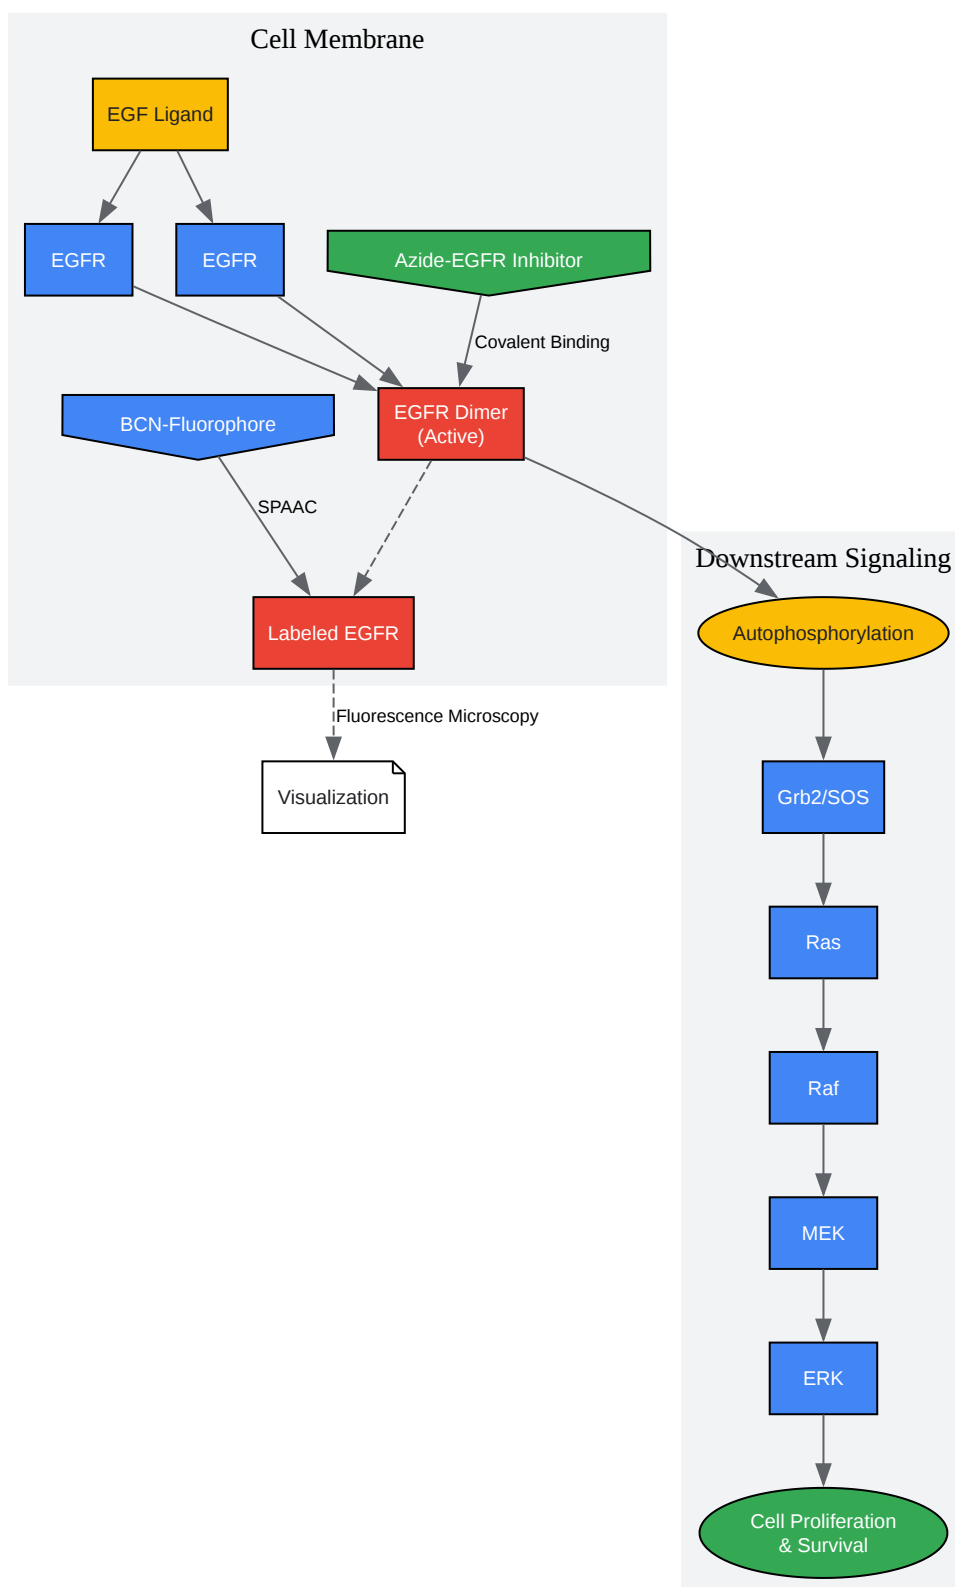 Cell Membrane
EGF Ligand
EGFR
EGFR
Azide-EGFR Inhibitor
Covalent Binding
EGFR Dimer
(Active)
BCN-Fluorophore
SPAAC
Labeled EGFR
Fluorescence Microscopy
Visualization
Downstream Signaling
Autophosphorylation
Grb2/SOS
Ras
Raf
MEK
ERK
Cell Proliferation
& Survival